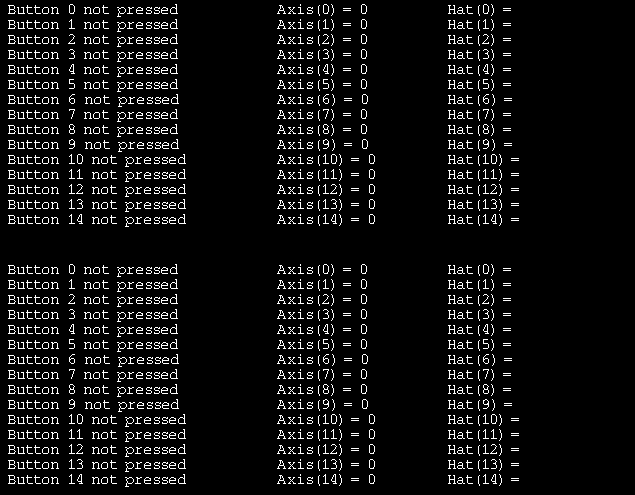 Button 0 not pressed Axis(0) = 0 Hat(0) =
Button 1 not pressed Axis(1) = 0 Hat(1) =
Button 2 not pressed Axis(2) = 0 Hat(2) =
Button 3 not pressed Axis(3) = 0 Hat(3) =
Button 4 not pressed Axis(4) = 0 Hat(4) =
Button 5 not pressed Axis(5) = 0 Hat(5) =
Button 6 not pressed Axis(6) = 0 Hat(6) =
Button 7 not pressed Axis(7) = 0 Hat(7) =
Button 8 not pressed Axis(8) = 0 Hat(8) =
Button 9 not pressed Axis(9) = 0 Hat(9) =
Button 10 not pressed Axis(10) = 0 Hat(10) =
Button 11 not pressed Axis(11) = 0 Hat(11) =
Button 12 not pressed Axis(12) = 0 Hat(12) =
Button 13 not pressed Axis(13) = 0 Hat(13) =
Button 14 not pressed Axis(14) = 0 Hat(14) =
Button 0 not pressed Axis(0) = 0 Hat(0) =
Button 1 not pressed Axis(1) = 0 Hat(1) =
Button 2 not pressed Axis(2) = 0 Hat(2) =
Button 3 not pressed Axis(3) = 0 Hat(3) =
Button 4 not pressed Axis(4) = 0 Hat(4) =
Button 5 not pressed Axis(5) = 0 Hat(5) =
Button 6 not pressed Axis(6) = 0 Hat(6) =
Button 7 not pressed Axis(7) = 0 Hat(7) =
Button 8 not pressed Axis(8) = 0 Hat(8) =
Button 9 not pressed Axis(9) = 0 Hat(9) =
Button 10 not pressed Axis(10) = 0 Hat(10) =
Button 11 not pressed Axis(11) = 0 Hat(11) =
Button 12 not pressed Axis(12) = 0 Hat(12) =
Button 13 not pressed Axis(13) = 0 Hat(13) =
Button 14 not pressed Axis(14) = 0 Hat(14) =